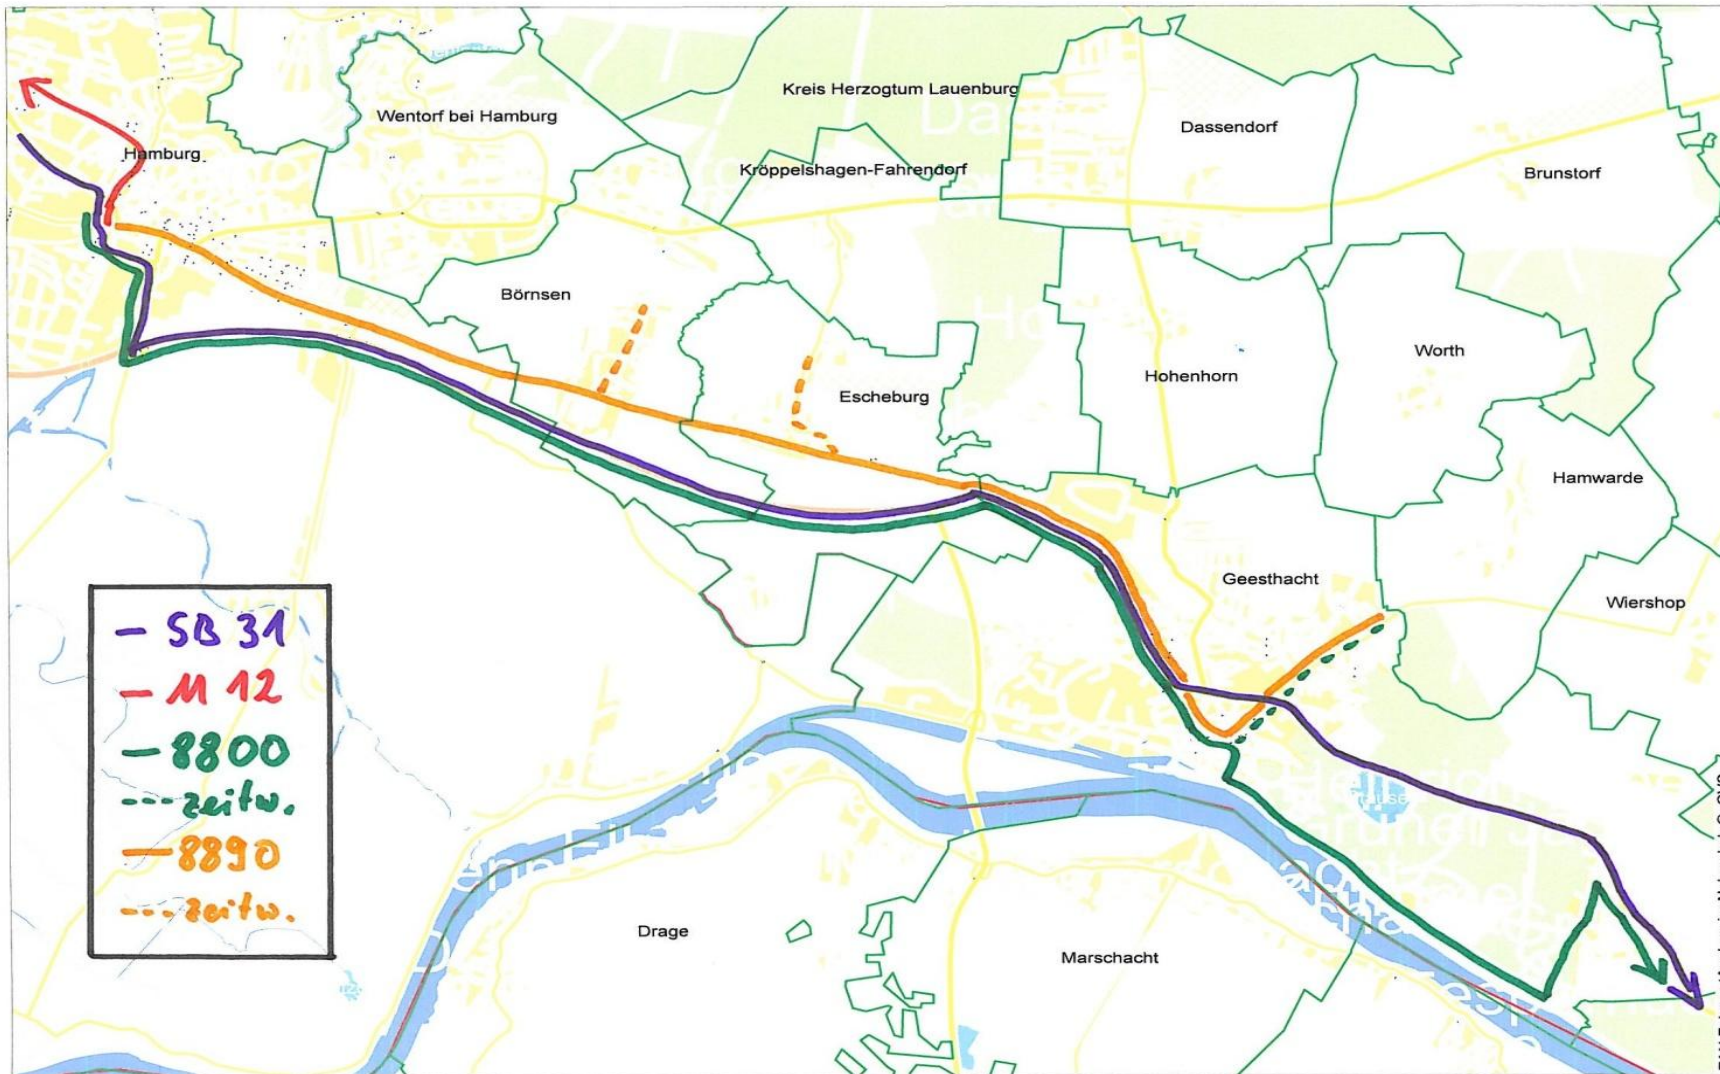 Kreis Herzogtum Lauenburg
Wentorf bei Hamburg
Dassendorf
Hamburg
Kröppelshagen-Fahrendorf
Brunstorf
Börnsen
Worth
Hohenhorn
Escheburg
Hamwarde
Geesthacht
Wiershop
SB 31
M 12
8800
zeitw.
8890
zeitw.
Drage
Marschacht